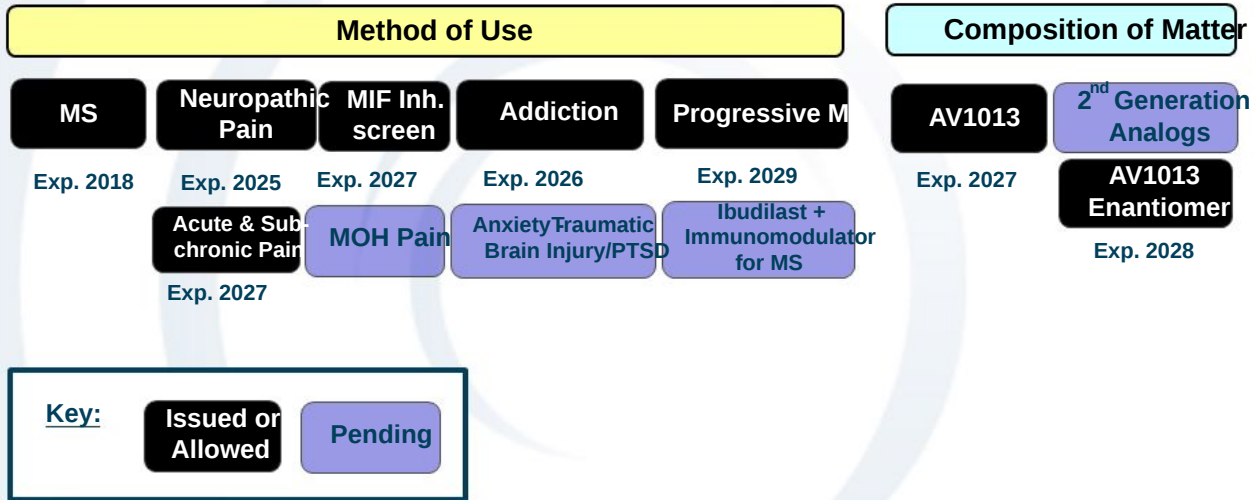 Method of Use
Composition of Matter
MS
Neuropathic
Pain
MIF Inh.
screen
Addiction
Progressive M
AV1013
2nd Generation
Analogs
Exp. 2018
Exp. 2025
Exp. 2027
Exp. 2026
Exp. 2029
Exp. 2027
AV1013
Enantiomer
Exp. 2028
Acute & Sub-
chronic Pain
Exp. 2027
MOH Pain
Anxiety-Traumatic
Brain Injury/PTSD
Ibudilast +
Immunomodulator
for MS
Key:
Issued or
Allowed
Pending